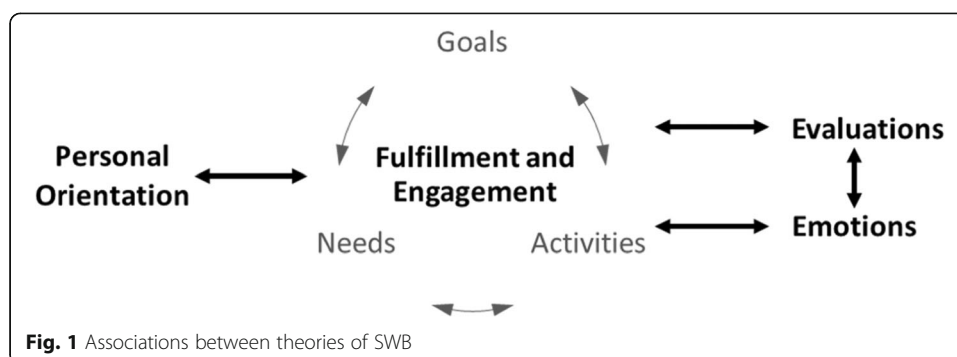 Goals
Personal
Orientation
Fulfillment and
Engagement
Evaluations
Emotions
Needs
Activities
Fig. 1 Associations between theories of SWB